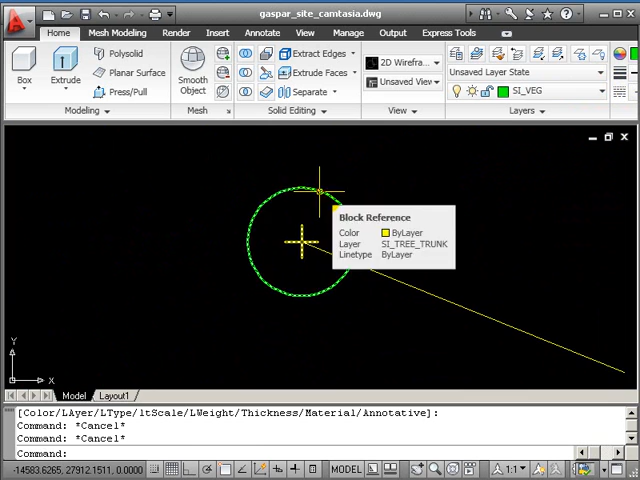 gaspar_site_camtasia.dwg
Home Mesh Modeling Render Insert Annotate View Manage Output Express Tools
Box
Extrude
Polysolid
Planar Surface
Press/Pull
Smooth
Object
Extract Edges
Extrude Faces
Separate
2D Wirefra...
Unsaved View
Unsaved Layer State
SI_VEG
Modeling
Mesh
Solid Editing
View
Layers
Block Reference
Color ByLayer
Layer SI_TREE_TRUNK
Linetype ByLayer
Y
X
Model Layout1
[Color/LAyer/LType/ltScale/LWeight/Thickness/Material/Annotative]:
Command: *Cancel*
Command: *Cancel*
Command:
-14583.6265, 27912.1511, 0.0000 MODEL 1:1